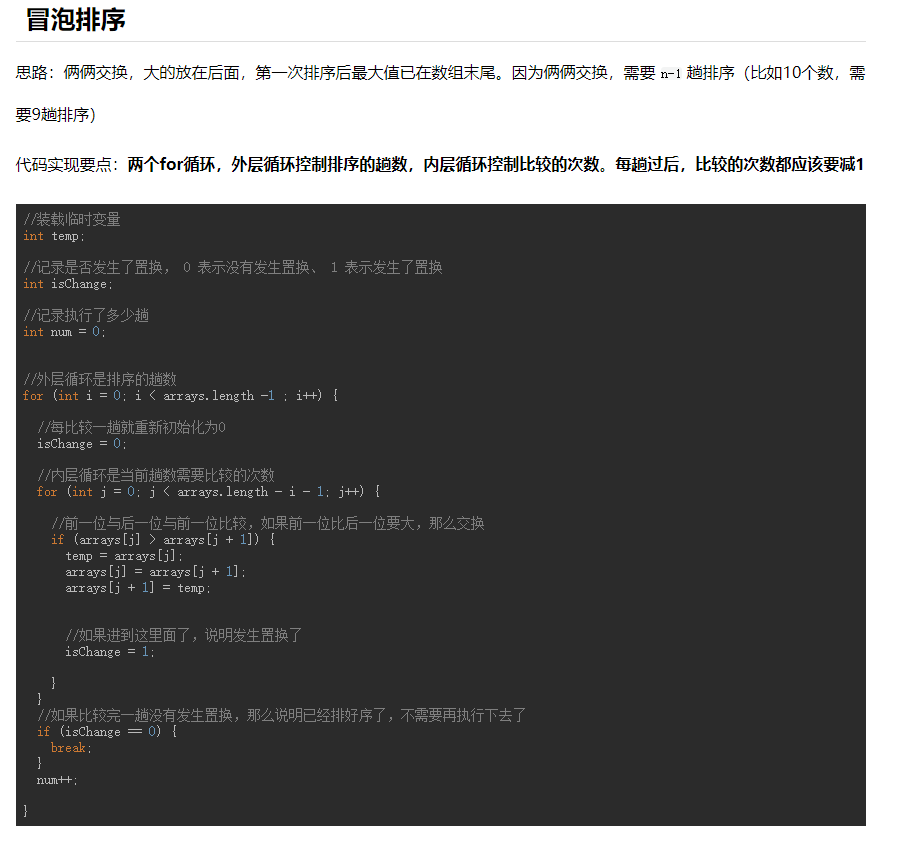 冒泡排序
思路：俩俩交换，大的放在后面，第一次排序后最大值已在数组末尾。因为俩俩交换，需要 n-1 趟排序（比如10个数，需
要9趟排序）
代码实现要点：两个for循环，外层循环控制排序的趟数，内层循环控制比较的次数。每趟过后，比较的次数都应该要减1
//装载临时变量
int temp;
//记录是否发生了置换， 0 表示没有发生置换、 1 表示发生了置换
int isChange;
//记录执行了多少趟
int num = 0;
//外层循环是排序的趟数
for (int i = 0; i < arrays.length -1 ; i++) {
//每比较一趟就重新初始化为0
isChange = 0;
//内层循环是当前趟数需要比较的次数
for (int j = 0; j < arrays.length - i - 1; j++) {
//前一位与后一位与前一位比较，如果前一位比后一位要大，那么交换
if (arrays[j] > arrays[j + 1]) {
temp = arrays[j];
arrays[j] = arrays[j + 1];
arrays[j + 1] = temp;
//如果进到这里面了，说明发生置换了
isChange = 1;
}
}
//如果比较完一趟没有发生置换，那么说明已经排好序了，不需要再执行下去了
if (isChange == 0) {
break;
}
num++;
}